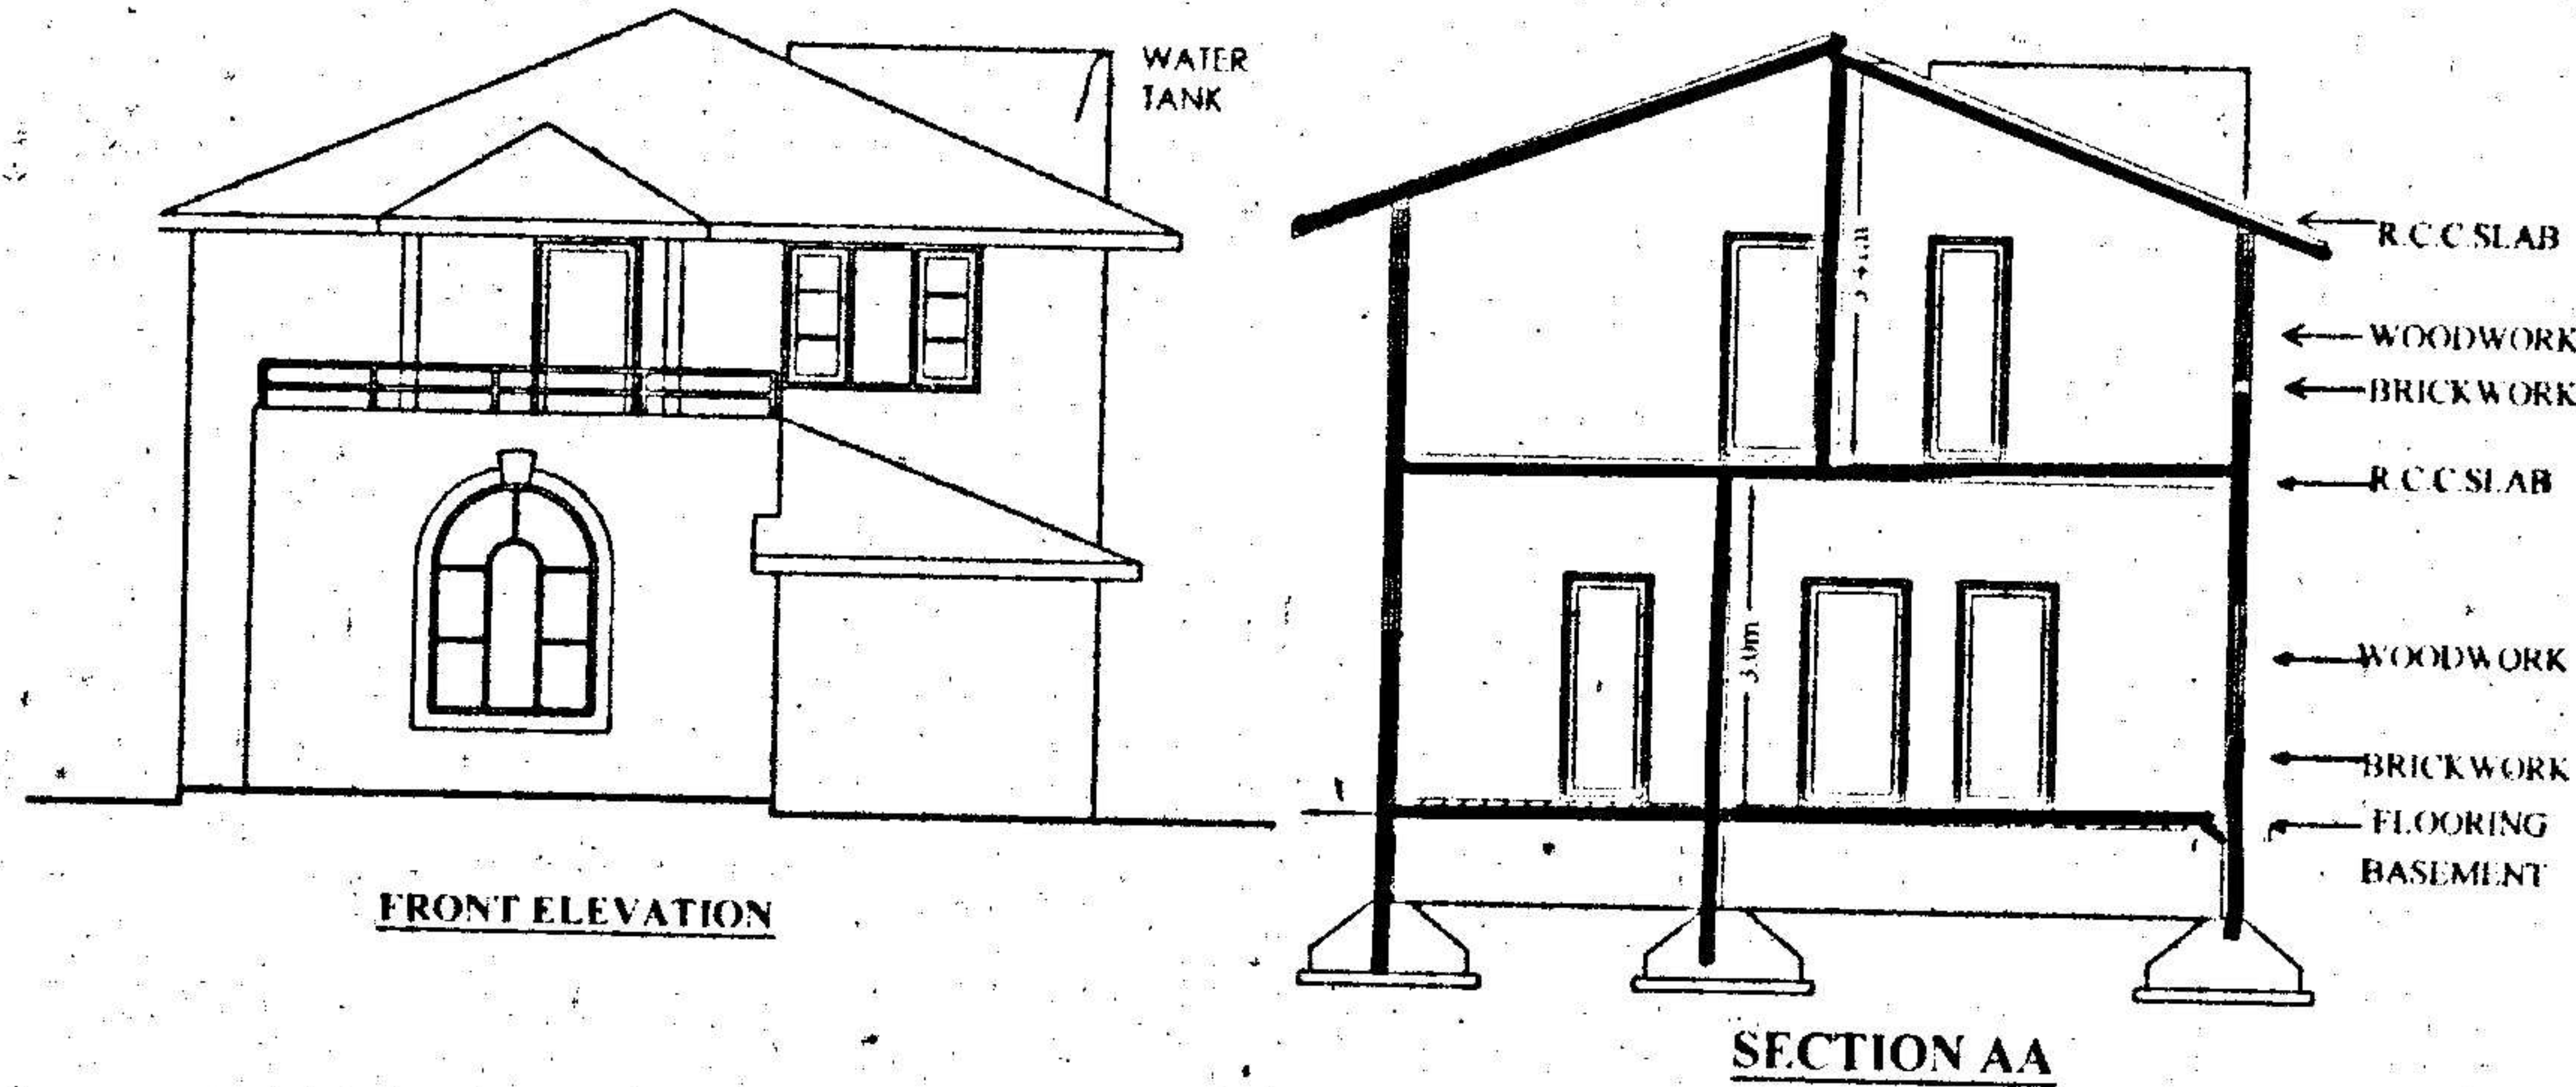 WATER
TANK
R.C.C.SLAB
WOODWORK
BRICKWORK
R.C.C.SLAB
3.0m
WOODWORK
BRICKWORK
FLOORING
BASEMENT
FRONT ELEVATION
SECTION AA